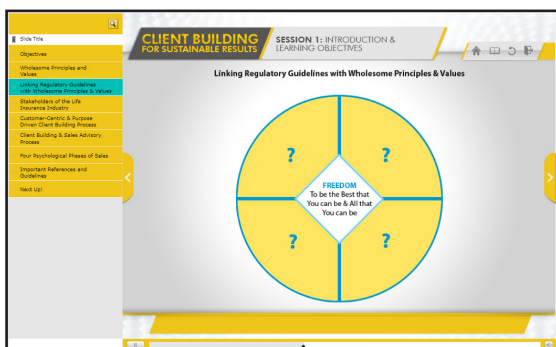 Slide Title
Objectives
Wholesome Principles and
Values
Linking Regulatory Guidelines
with Wholesome Principles & Values
Stakeholders of the Life
Insurance Industry
Customer-Centric & Purpose
Driven Client Building Process
Client Building & Sales Advisory
Process
Four Psychological Phases of Sales
Important References and
Guidelines
Next Up!
CLIENT BUILDING
FOR SUSTAINABLE RESULTS
SESSION 1: INTRODUCTION &
LEARNING OBJECTIVES
Linking Regulatory Guidelines with Wholesome Principles & Values
?
?
FREEDOM
To be the Best that
You can be & All that
You can be
?
?